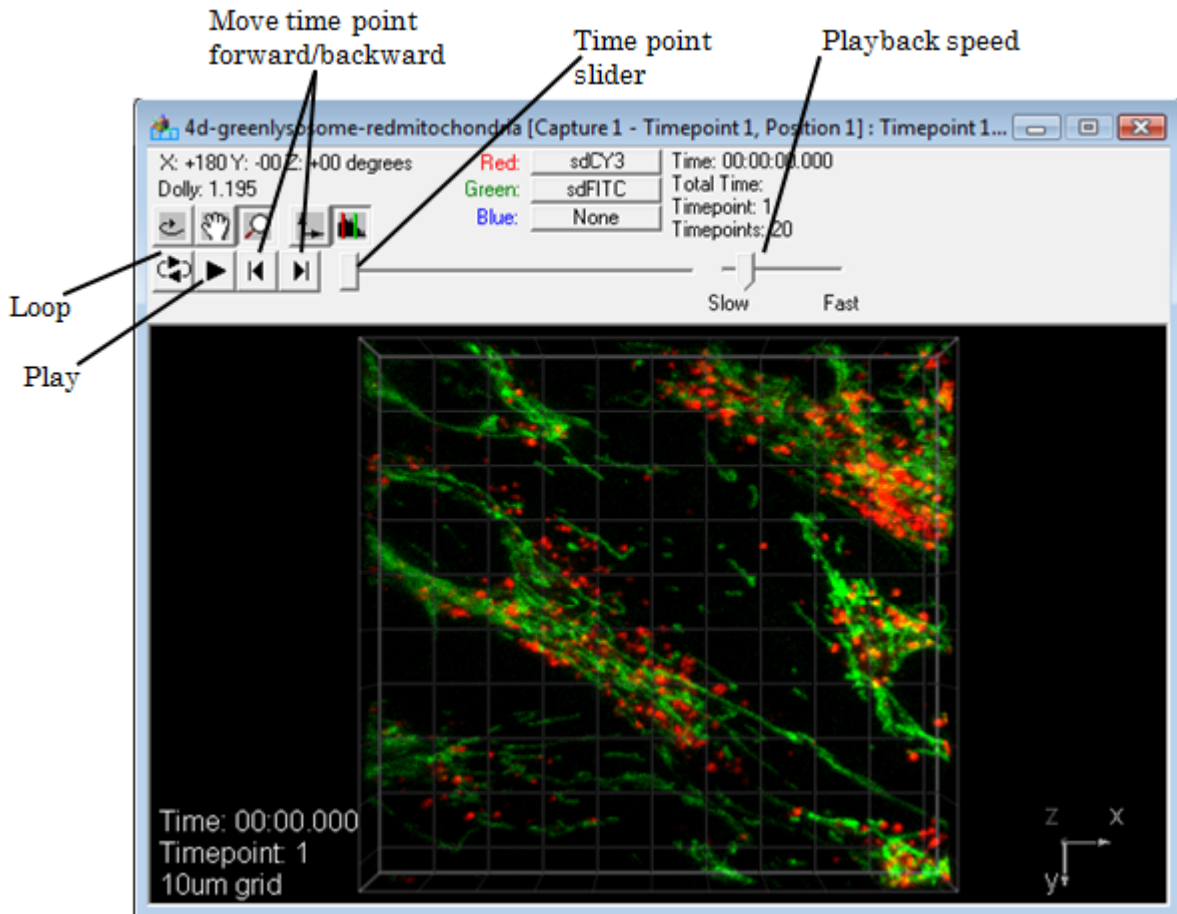 Move time point
forward/backward
Time point
slider
Playback speed
4d-greenlysosome-redmitochondria [Capture 1 - Timepoint 1, Position 1] : Timepoint 1...
X: +180 Y: -00 Z: +00 degrees
Dolly: 1.195
Red: sdCY3
Green: sdFITC
Blue: None
Time: 00:00:00.000
Total Time:
Timepoint: 1
Timepoints: 20
Slow Fast
Loop
Play
Time: 00:00.000
Timepoint: 1
10um grid
z x
y